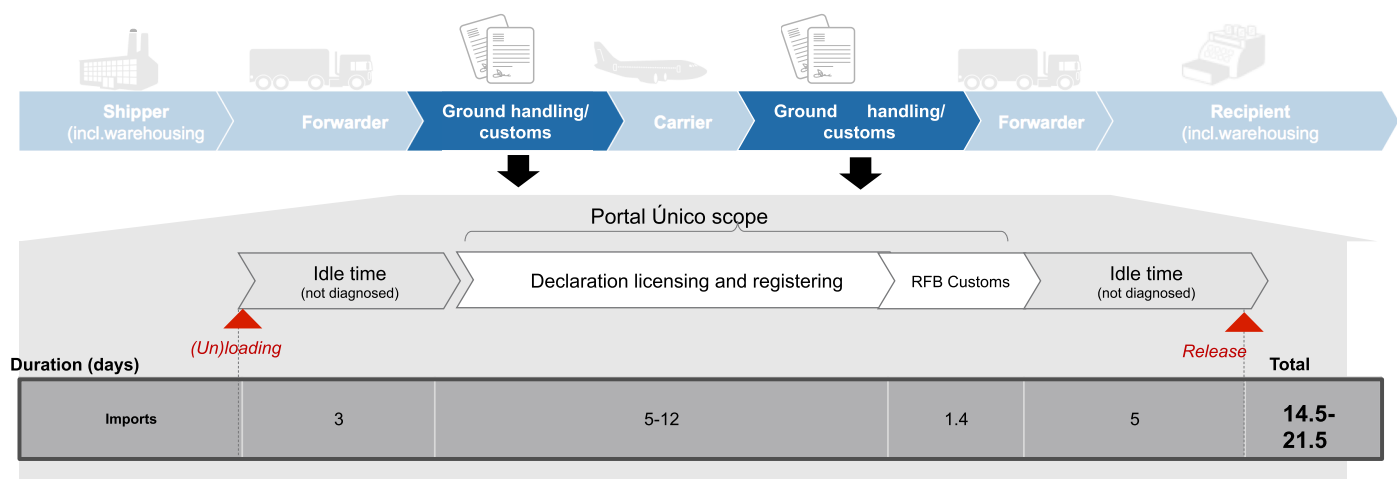 Shipper
(incl.warehousing
Forwarder
Ground handling/
customs
Carrier
Ground handling/
customs
Forwarder
Recipient
(incl.warehousing
Portal Único scope
Idle time
(not diagnosed)
Declaration licensing and registering
RFB Customs
Idle time
(not diagnosed)
(Un)loading
Release
Duration (days)
Total
Imports
3
5-12
1.4
5
14.5-
21.5